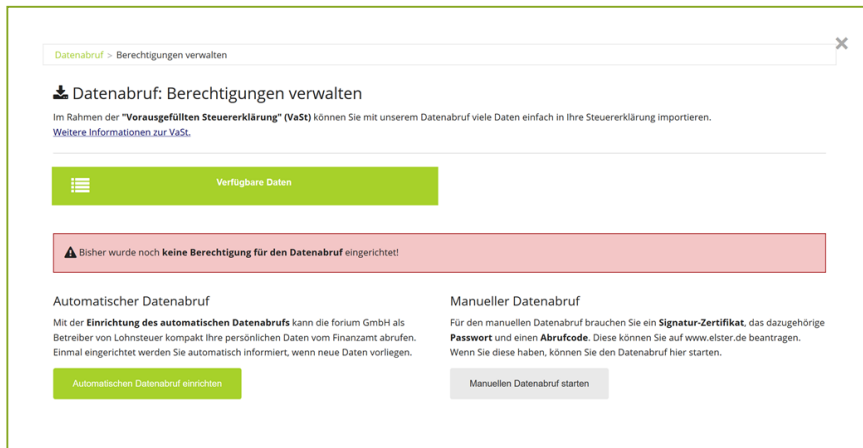 Datenabruf > Berechtigungen verwalten
Datenabruf: Berechtigungen verwalten
Im Rahmen der "Vorausgefüllten Steuererklärung" (VaSt) können Sie mit unserem Datenabruf viele Daten einfach in Ihre Steuererklärung importieren.
Weitere Informationen zur VaSt.
Verfügbare Daten
Bisher wurde noch keine Berechtigung für den Datenabruf eingerichtet!
Automatischer Datenabruf
Mit der Einrichtung des automatischen Datenabrufs kann die forium GmbH als
Betreiber von Lohnsteuer kompakt Ihre persönlichen Daten vom Finanzamt abrufen.
Einmal eingerichtet werden Sie automatisch informiert, wenn neue Daten vorliegen.
Automatischen Datenabruf einrichten
Manueller Datenabruf
Für den manuellen Datenabruf brauchen Sie ein Signatur-Zertifikat, das dazugehörige
Passwort und einen Abrufcode. Diese können Sie auf www.elster.de beantragen.
Wenn Sie diese haben, können Sie den Datenabruf hier starten.
Manuellen Datenabruf starten